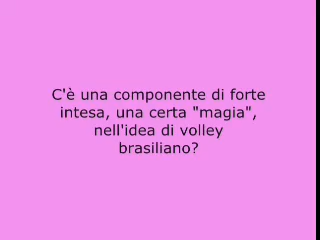 C'è una componente di forte
intesa, una certa "magia",
nell'idea di volley
brasiliano?